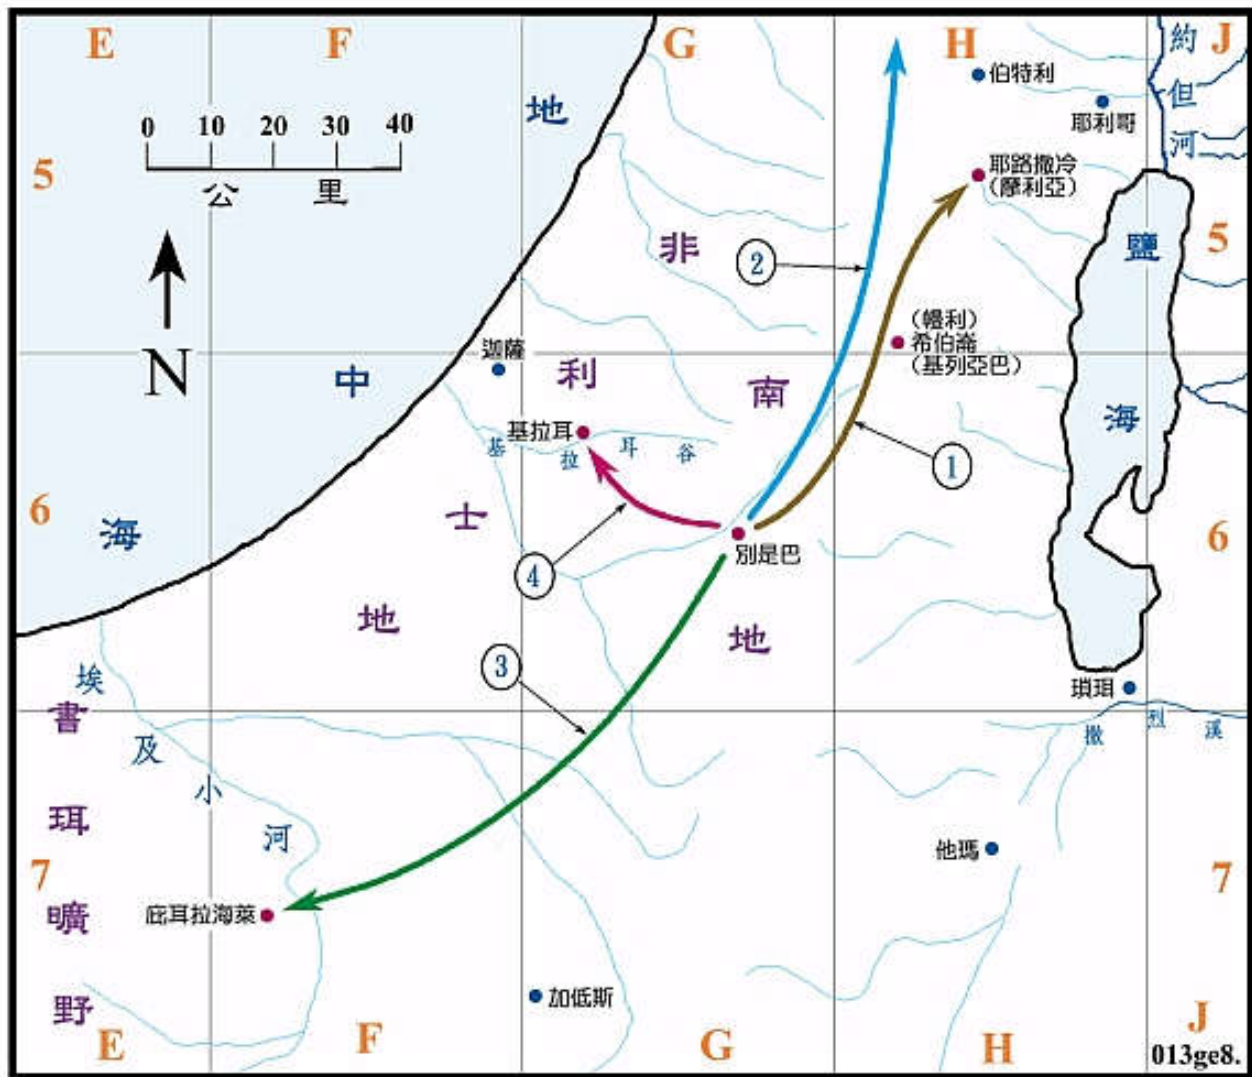 E
F
G
H
J
約
但
河
伯特利
耶利哥
地
0 10 20 30 40
公 里
5
耶路撒冷
(摩利亞)
非
鹽
5
②
(幔利)
希伯崙
(基列亞巴)
N
迦薩
中
利
南
海
基拉耳
基 拉 耳 谷
①
6
海
士
6
別是巴
④
地
地
③
埃
及
小
河
瑣珥
撒 烈 溪
書
珥
曠
野
7
他瑪
7
庇耳拉海萊
加低斯
E
F
G
H
J
013ge8.